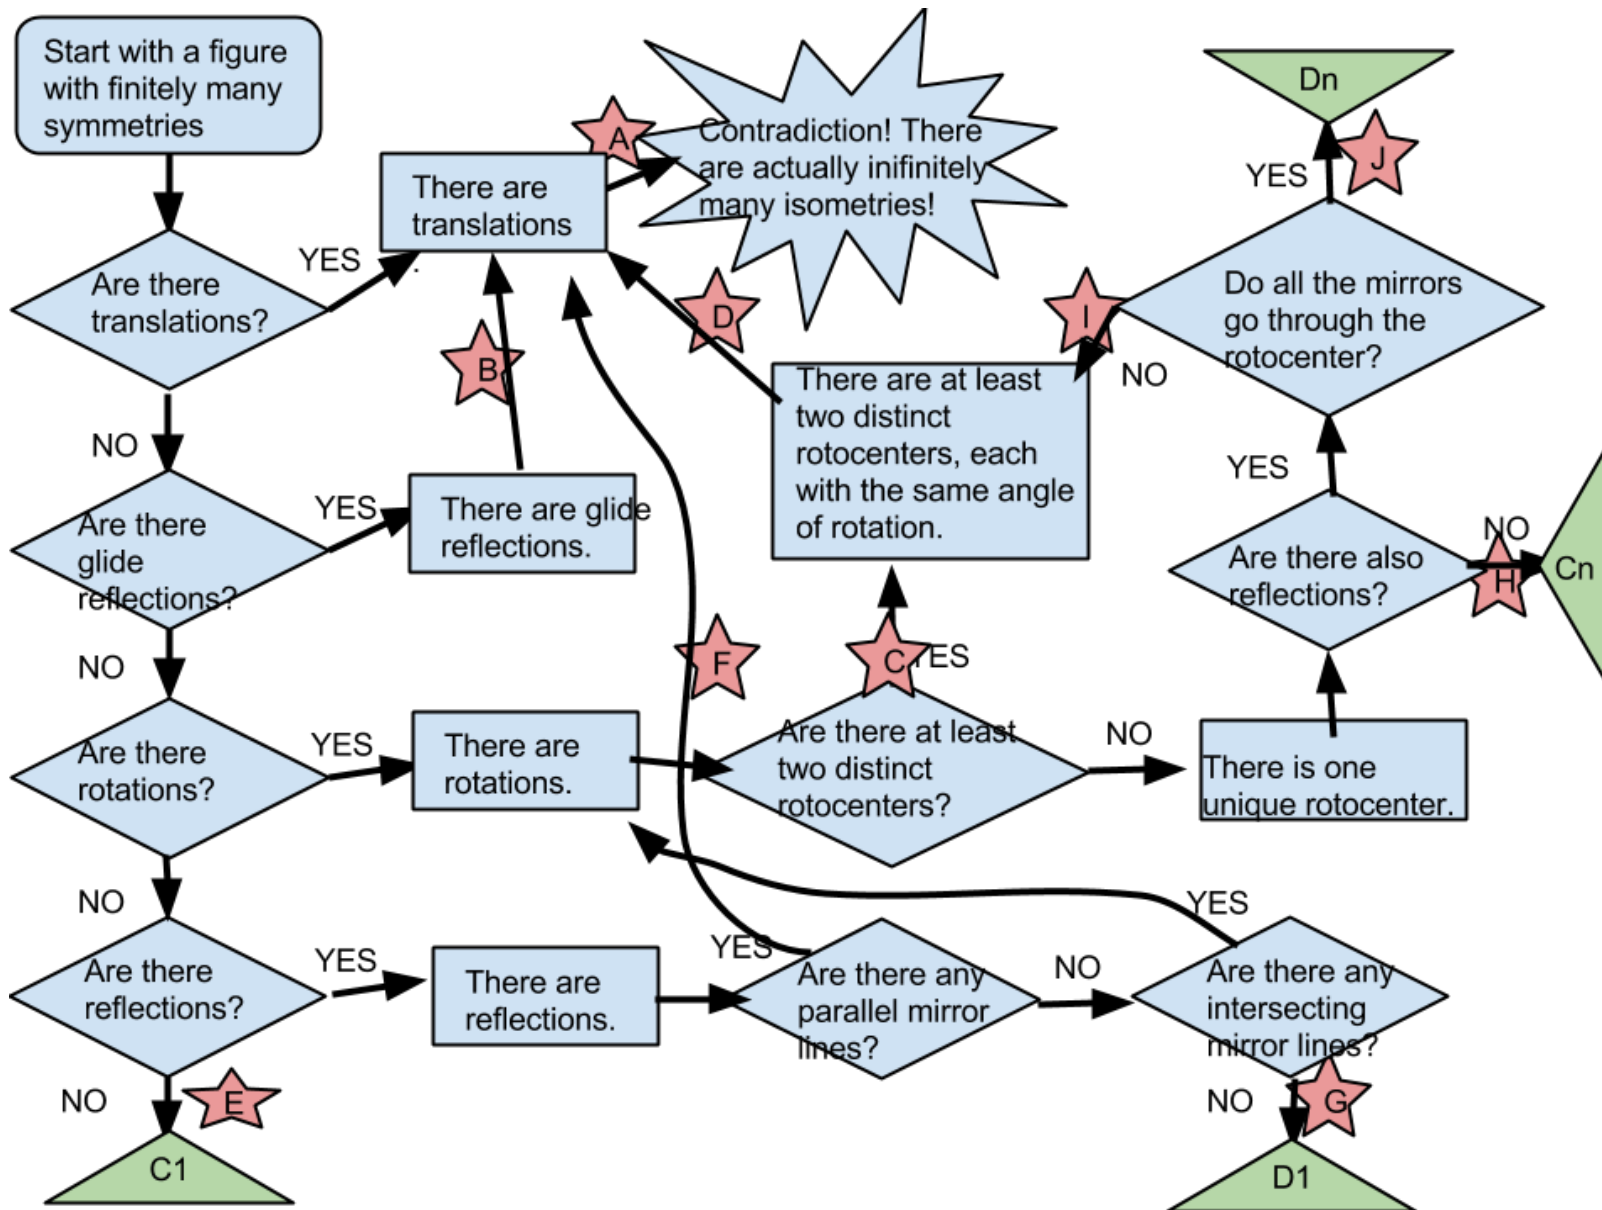 Start with a figure
with finitely many
symmetries
Are there
translations?
YES
NO
There are
translations
.
A
Contradiction! There
are actually inifinitely
many isometries!
Are there
glide
reflections?
YES
NO
There are glide
reflections.
B
Are there
rotations?
YES
NO
There are
rotations.
Are there at least
two distinct
rotocenters?
C
YES
NO
There are at least
two distinct
rotocenters, each
with the same angle
of rotation.
D
There is one
unique rotocenter.
Are there also
reflections?
YES
NO
H
Cn
Do all the mirrors
go through the
rotocenter?
I
NO
YES
J
Dn
Are there
reflections?
YES
NO
E
C1
There are
reflections.
Are there any
parallel mirror
lines?
YES
F
NO
Are there any
intersecting
mirror lines?
YES
NO
G
D1